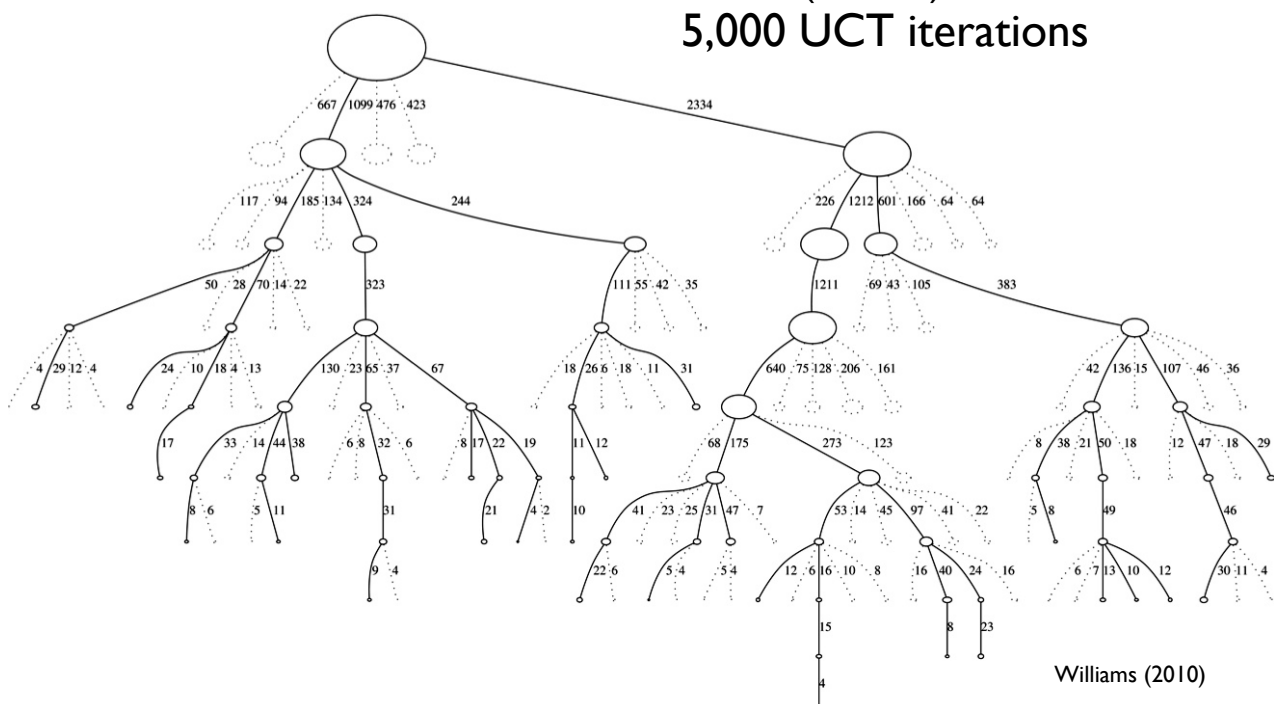 5,000 UCT iterations
667 1099 476 423 2334
117 94 185 134 324 244 226 1212 601 166 64 64
50 28 70 14 22 323 111 55 42 35 1211 69 43 105 383
4 29 12 4 24 10 18 4 13 130 23 65 37 67 18 26 6 18 11 31 640 75 128 206 161 42 136 15 107 46 36
17 33 14 44 38 6 8 32 6 8 17 22 19 11 12 68 175 273 123 8 38 21 50 18 12 47 18 29
8 6 5 11 31 21 4 2 10 41 23 25 31 47 7 53 14 45 97 41 22 5 8 49 46
9 4 22 6 5 4 5 4 12 6 16 10 8 16 40 24 16 6 7 13 10 12 30 11 4
15 8 23
Williams (2010)
4